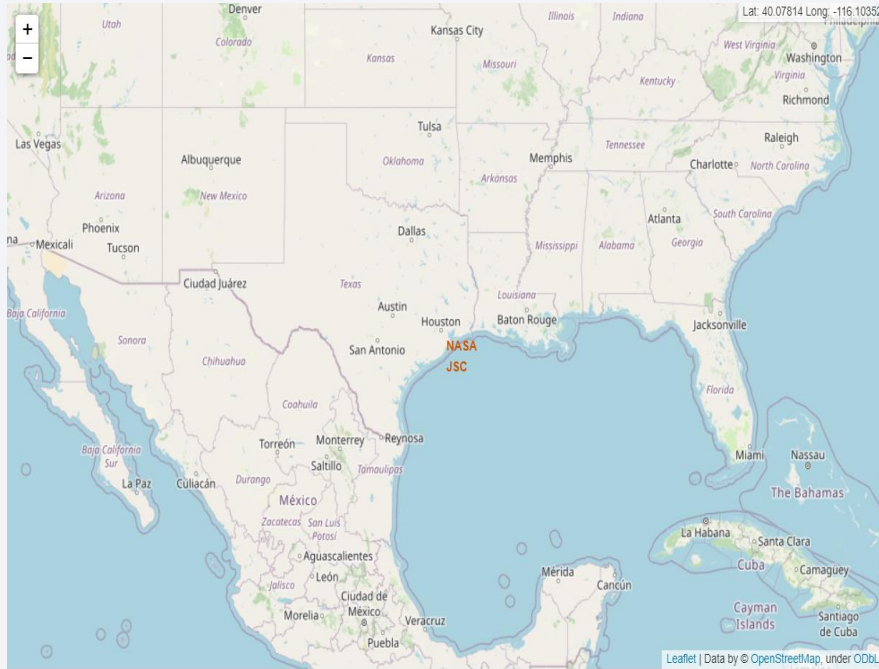 Denver
Utah
Colorado
Kansas City
Kansas
Missouri
Illinois
Indiana
Lat: 40.07814 Long: -116.10352
+
−
West Virginia
Washington
Virginia
Kentucky
Richmond
Las Vegas
Albuquerque
Tulsa
Oklahoma
Memphis
Tennessee
Raleigh
Charlotte
North Carolina
Arizona
New Mexico
Arkansas
South Carolina
Phoenix
Mexicali
Tucson
Dallas
Atlanta
Mississippi
Alabama
Georgia
Ciudad Juárez
Texas
Louisiana
Austin
Houston
Baton Rouge
Jacksonville
Baja California
Sonora
Chihuahua
San Antonio
NASA
JSC
Coahuila
Florida
Torreón
Monterrey
Reynosa
Saltillo
Tamaulipas
Miami
Nassau
Baja California
Sur
La Paz
Culiacán
Durango
México
The Bahamas
Zacatecas
San Luis
Potosí
La Habana
Santa Clara
Cuba
Camagüey
Aguascalientes
León
Jalisco
Mérida
Cancún
Ciudad de
México
Morelia
Veracruz
Puebla
Cayman
Islands
Santiago
de Cuba
Leaflet | Data by © OpenStreetMap, under ODbL